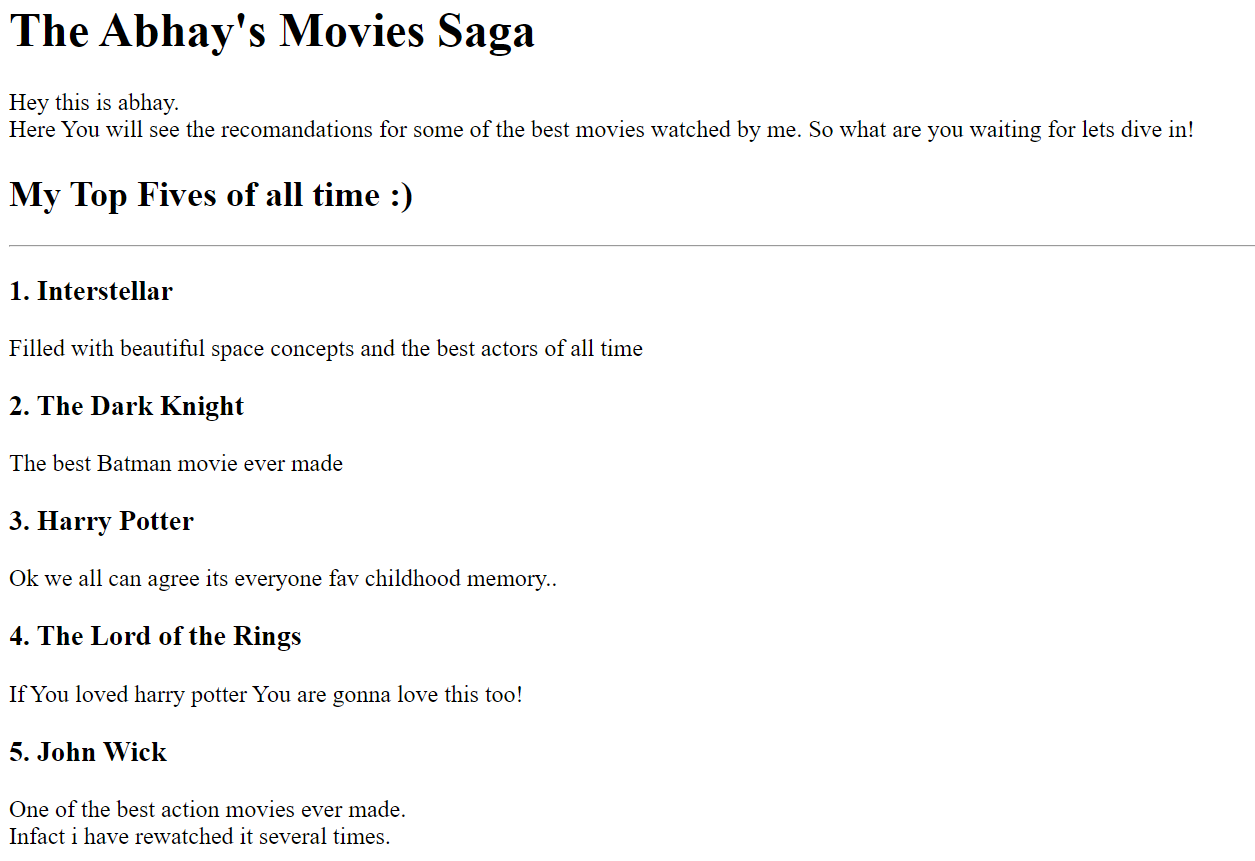 The Abhay's Movies Saga
Hey this is abhay.
Here You will see the recomandations for some of the best movies watched by me. So what are you waiting for lets dive in!
My Top Fives of all time :)
1. Interstellar
Filled with beautiful space concepts and the best actors of all time
2. The Dark Knight
The best Batman movie ever made
3. Harry Potter
Ok we all can agree its everyone fav childhood memory..
4. The Lord of the Rings
If You loved harry potter You are gonna love this too!
5. John Wick
One of the best action movies ever made.
Infact i have rewatched it several times.